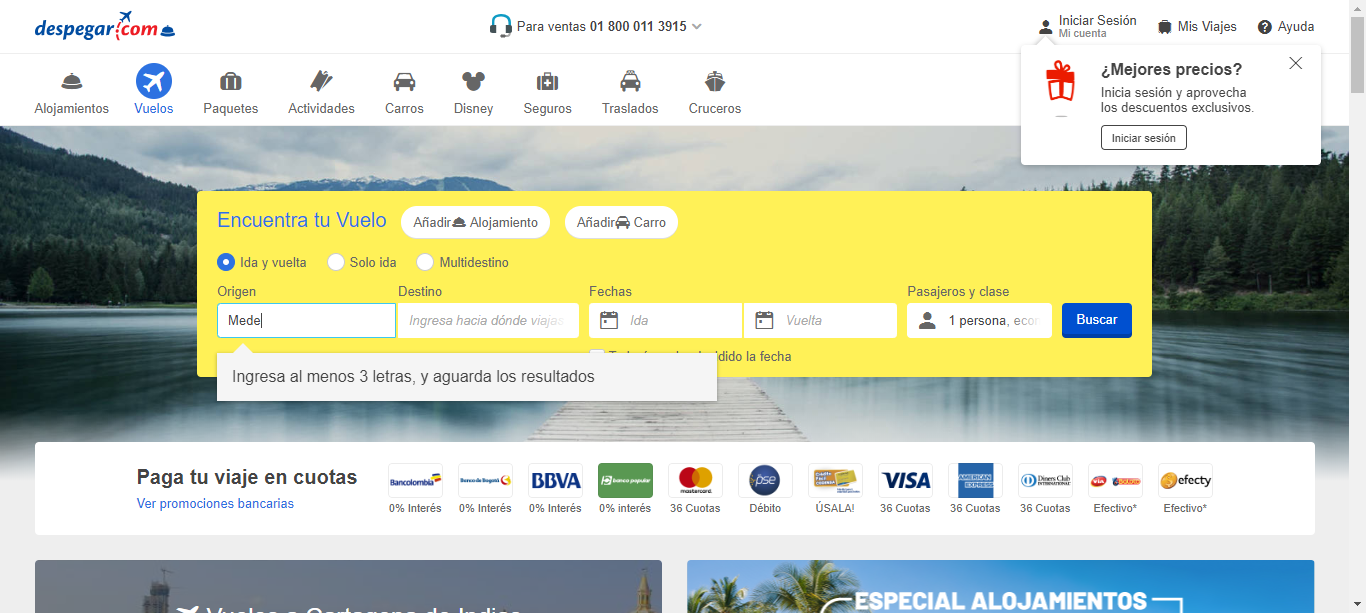 despegar.com
Para ventas 01 800 011 3915
Iniciar Sesión
Mi cuenta
Mis Viajes
Ayuda
¿Mejores precios?
Inicia sesión y aprovecha
los descuentos exclusivos.
Iniciar sesión
Alojamientos
Vuelos
Paquetes
Actividades
Carros
Disney
Seguros
Traslados
Cruceros
Encuentra tu Vuelo
Añadir Alojamiento
Añadir Carro
Ida y vuelta
Solo ida
Multidestino
Origen
Destino
Fechas
Pasajeros y clase
Mede
Ingresa hacia dónde viajas
Ida
Vuelta
1 persona, econ
Buscar
la fecha
Ingresa al menos 3 letras, y aguarda los resultados
Paga tu viaje en cuotas
Ver promociones bancarias
Bancolombia
Banco de Bogotá
BBVA
banco popular
mastercard
pse
VISA
AMERICAN EXPRESS
Diners Club
INTERNATIONAL
via
BALOTO
efecty
0% Interés
0% Interés
0% Interés
0% interés
36 Cuotas
Débito
ÚSALA!
36 Cuotas
36 Cuotas
36 Cuotas
Efectivo*
Efectivo*
Vuelos a Cartagena de Indias
ESPECIAL ALOJAMIENTOS